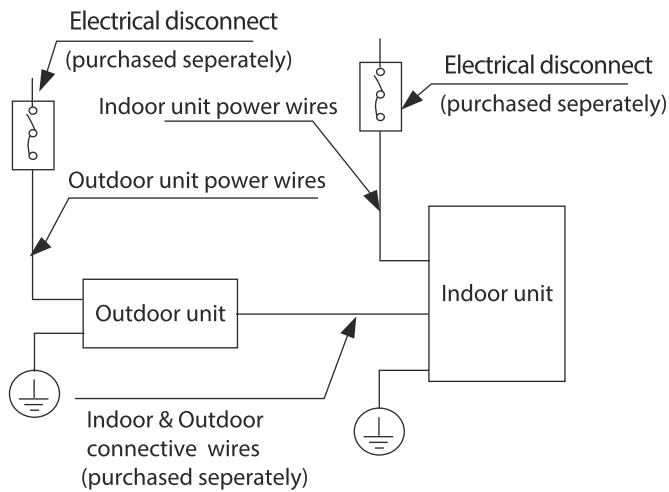 Electrical disconnect
(purchased seperately)
Electrical disconnect
(purchased seperately)
Indoor unit power wires
Outdoor unit power wires
Outdoor unit
Indoor unit
Indoor & Outdoor
connective wires
(purchased seperately)